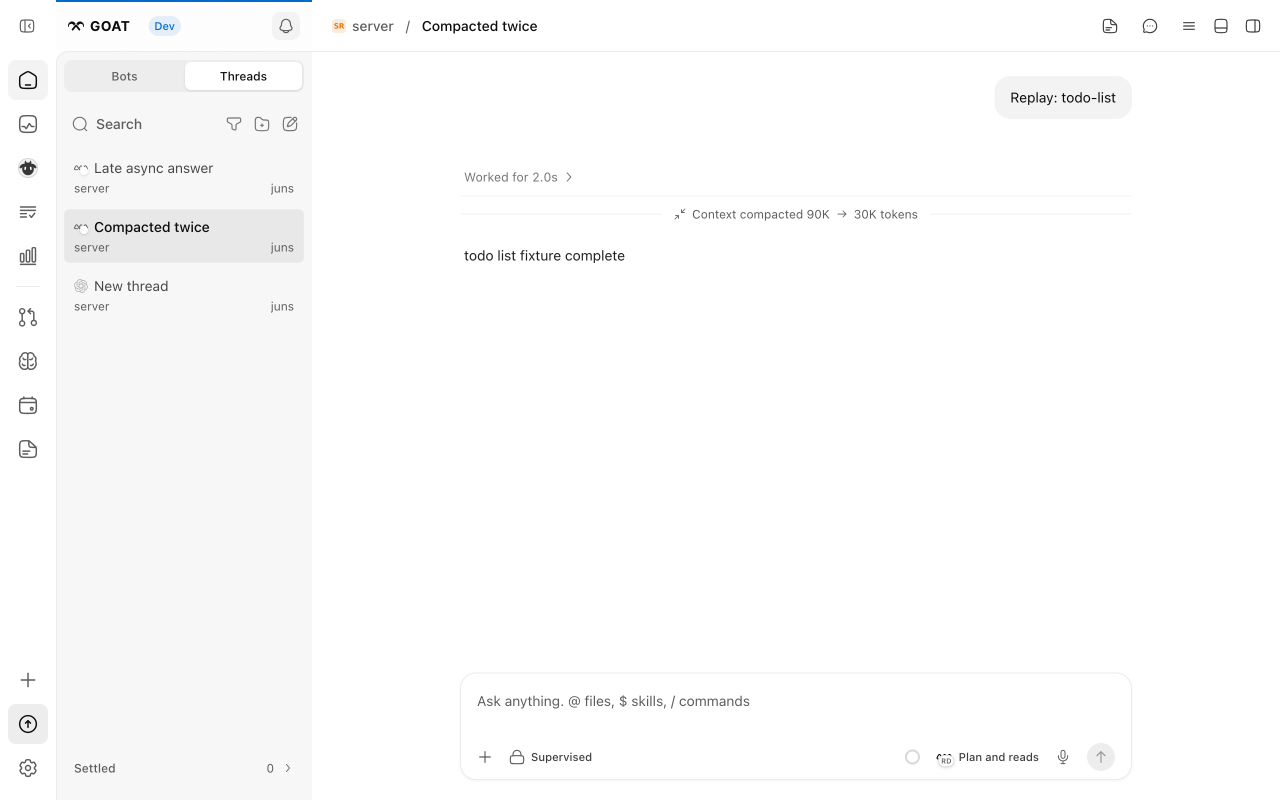 GOAT
Dev
SR server / Compacted twice
Bots
Threads
Search
Replay: todo-list
Late async answer
server juns
Compacted twice
server juns
New thread
server juns
Worked for 2.0s
Context compacted 90K → 30K tokens
todo list fixture complete
Ask anything. @ files, $ skills, / commands
Supervised
RD
Plan and reads
Settled 0